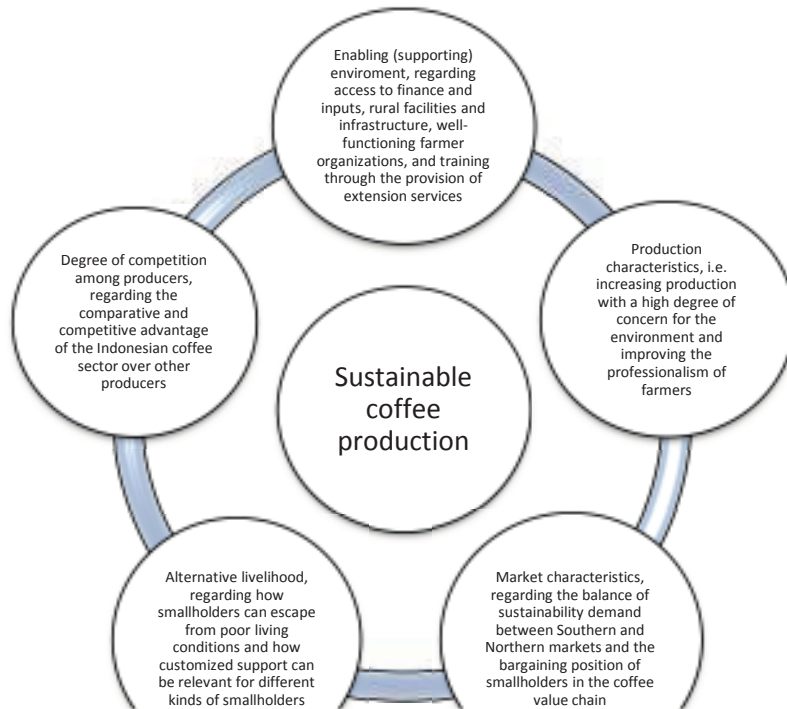 Enabling (supporting)
enviroment, regarding
access to finance and
inputs, rural facilities and
infrastructure, well-
functioning farmer
organizations, and training
through the provision of
extension services
Production
characteristics, i.e.
increasing production
with a high degree of
concern for the
environment and
improving the
professionalism of
farmers
Market characteristics,
regarding the balance of
sustainability demand
between Southern and
Northern markets and the
bargaining position of
smallholders in the coffee
value chain
Alternative livelihood,
regarding how
smallholders can escape
from poor living
conditions and how
customized support can
be relevant for different
kinds of smallholders
Degree of competition
among producers,
regarding the
comparative and
competitive advantage
of the Indonesian coffee
sector over other
producers
Sustainable
coffee
production